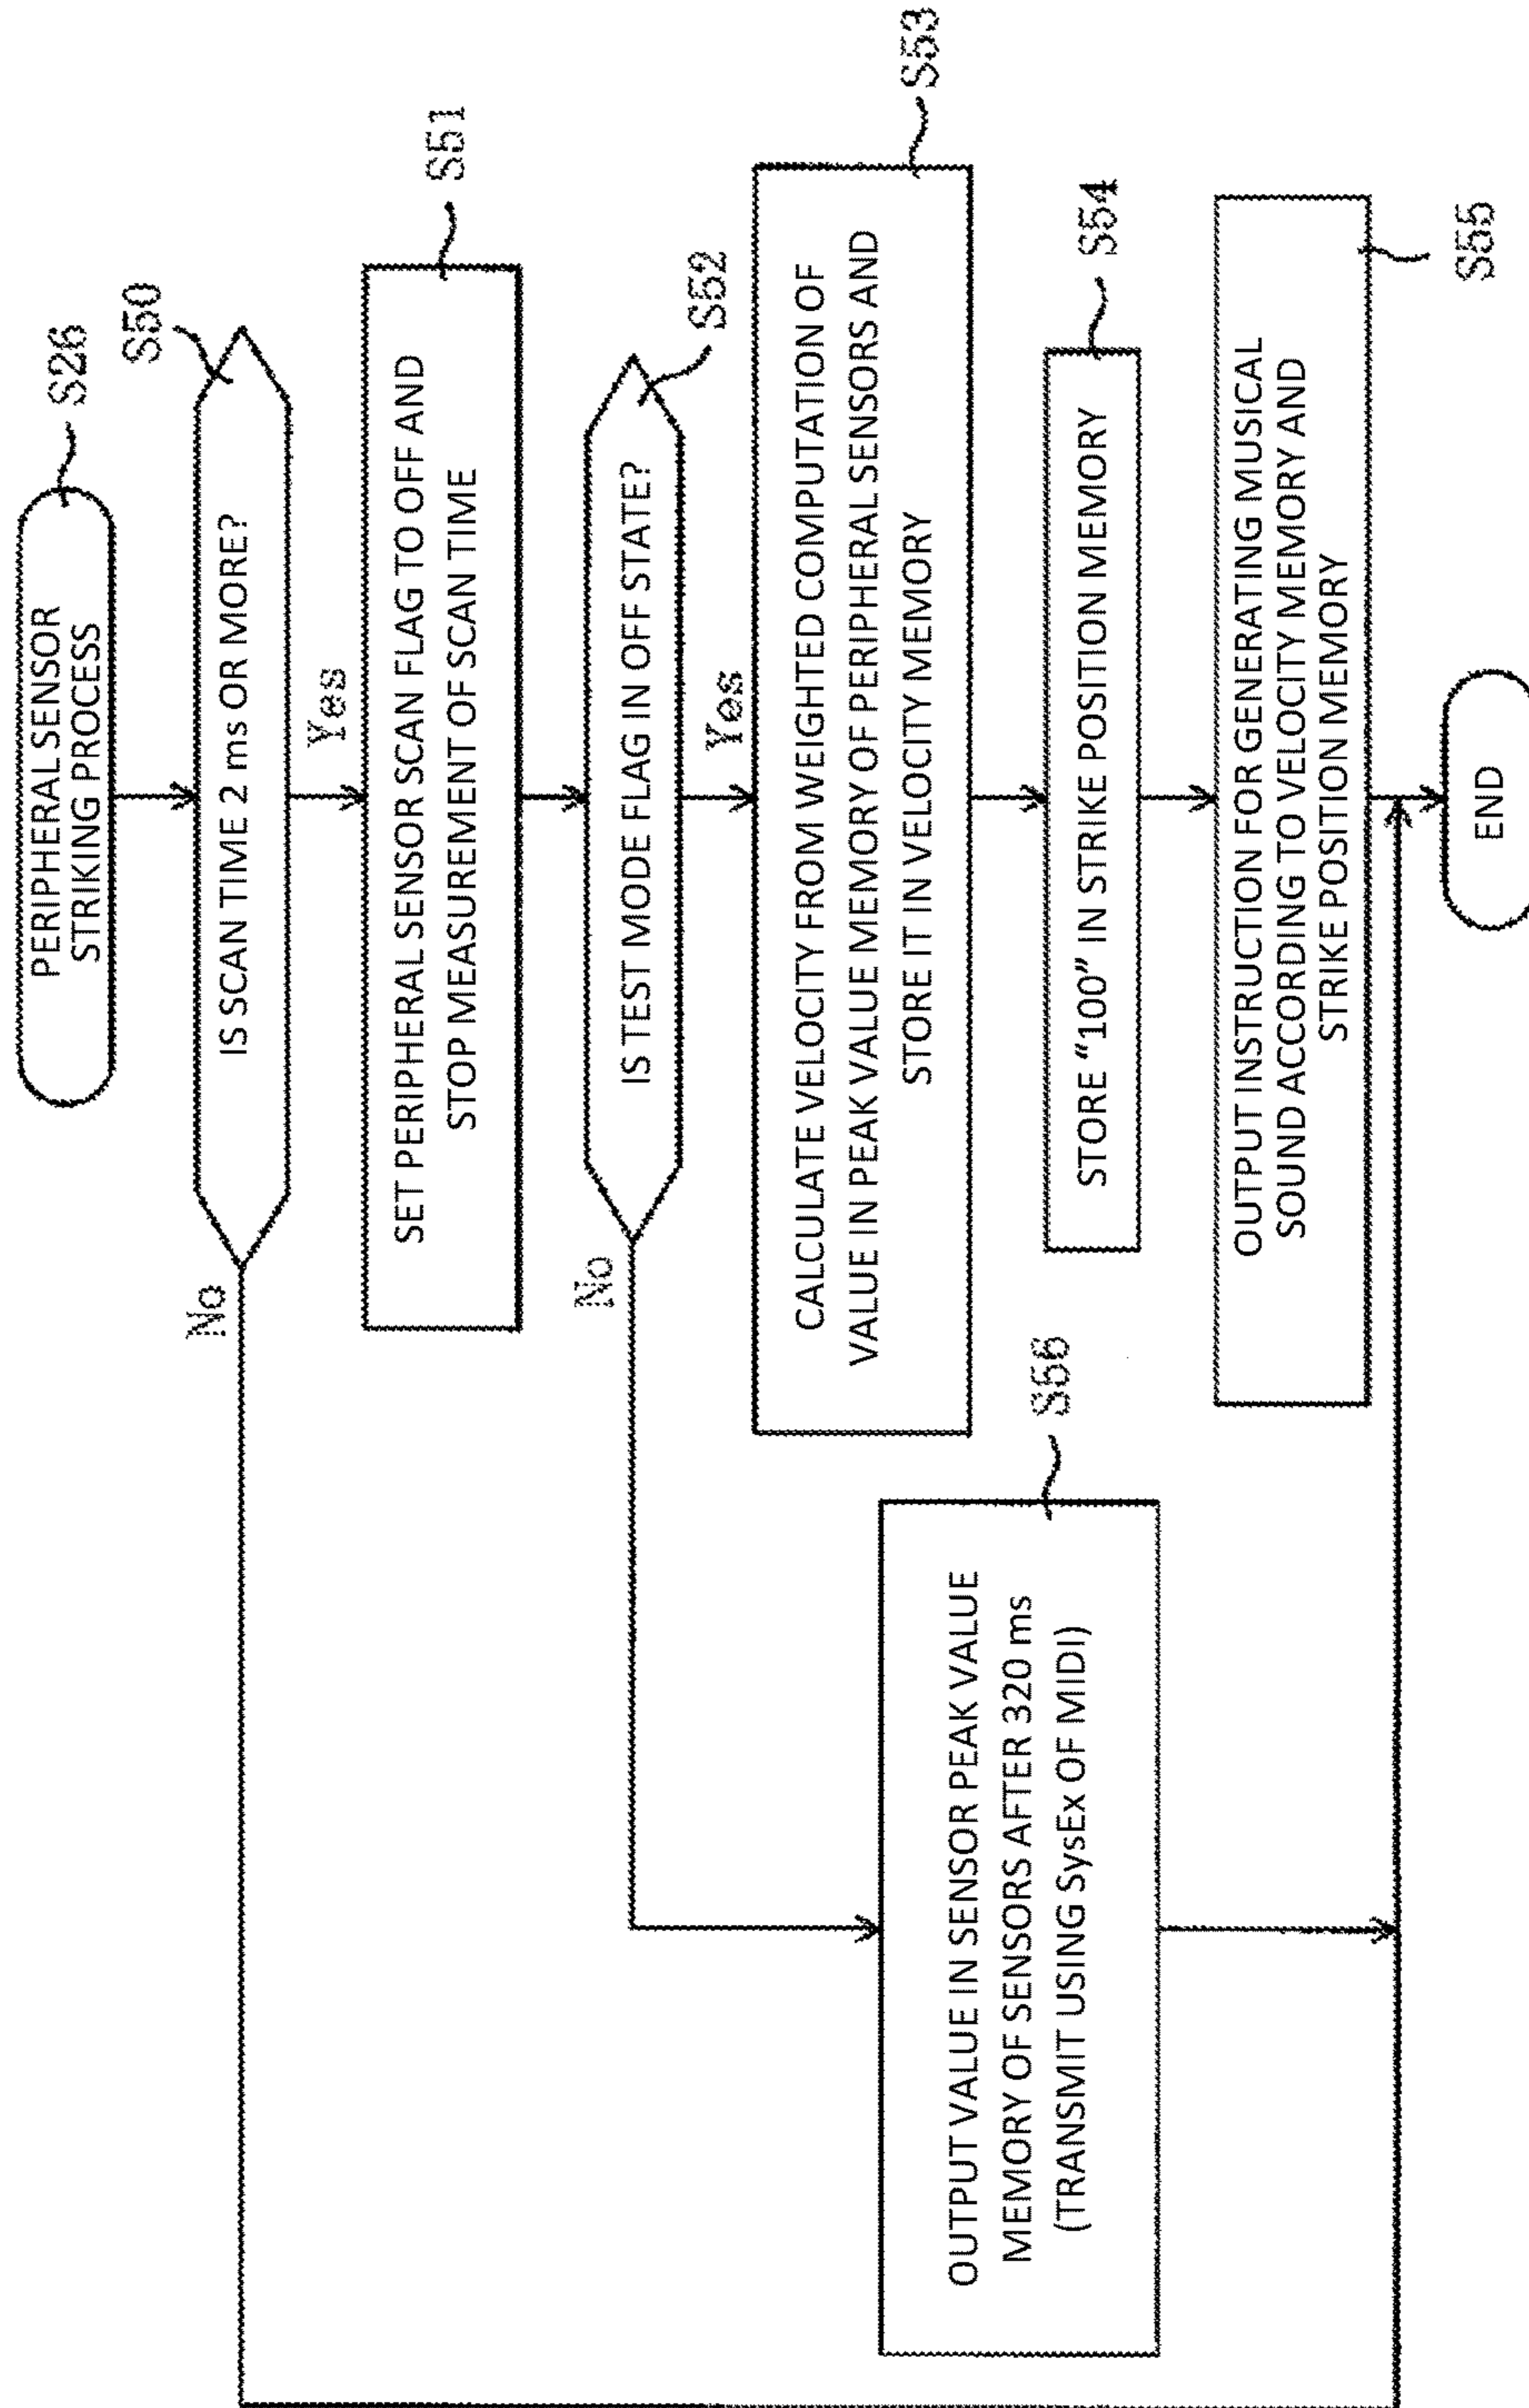 PERIPHERAL SENSOR
STRIKING PROCESS
S26
IS SCAN TIME 2 ms OR MORE?
S50
No
Yes
SET PERIPHERAL SENSOR SCAN FLAG TO OFF AND
STOP MEASUREMENT OF SCAN TIME
S51
IS TEST MODE FLAG IN OFF STATE?
S52
No
Yes
CALCULATE VELOCITY FROM WEIGHTED COMPUTATION OF
VALUE IN PEAK VALUE MEMORY OF PERIPHERAL SENSORS AND
STORE IT IN VELOCITY MEMORY
S53
OUTPUT VALUE IN SENSOR PEAK VALUE
MEMORY OF SENSORS AFTER 320 ms
(TRANSMIT USING SysEx OF MIDI)
S56
STORE “100” IN STRIKE POSITION MEMORY
S54
OUTPUT INSTRUCTION FOR GENERATING MUSICAL
SOUND ACCORDING TO VELOCITY MEMORY AND
STRIKE POSITION MEMORY
S55
END